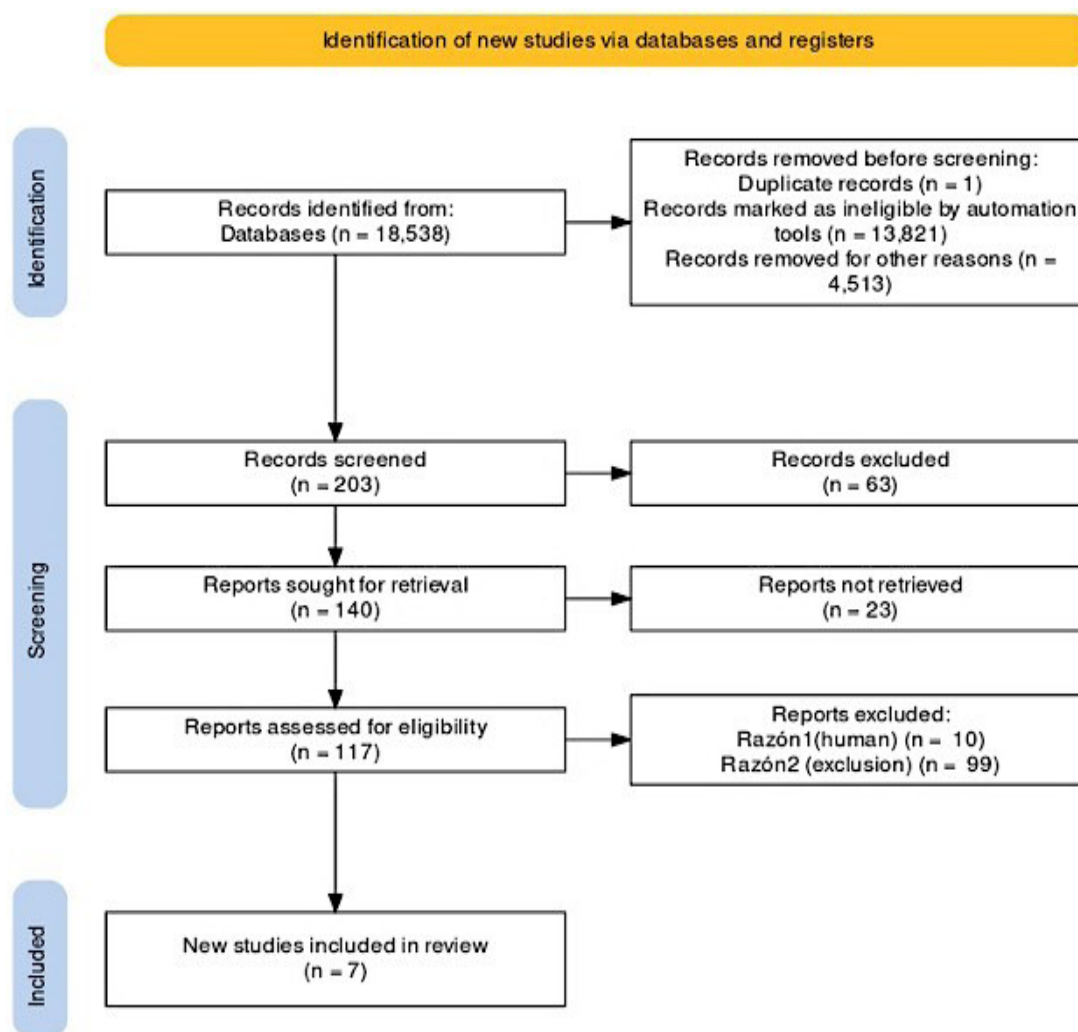 Identification of new studies via databases and registers
Identification
Records identified from:
Databases (n = 18,538)
Records removed before screening:
Duplicate records (n = 1)
Records marked as ineligible by automation
tools (n = 13,821)
Records removed for other reasons (n =
4,513)
Screening
Records screened
(n = 203)
Records excluded
(n = 63)
Reports sought for retrieval
(n = 140)
Reports not retrieved
(n = 23)
Reports assessed for eligibility
(n = 117)
Reports excluded:
Razón1(human) (n = 10)
Razón2 (exclusion) (n = 99)
Included
New studies included in review
(n = 7)